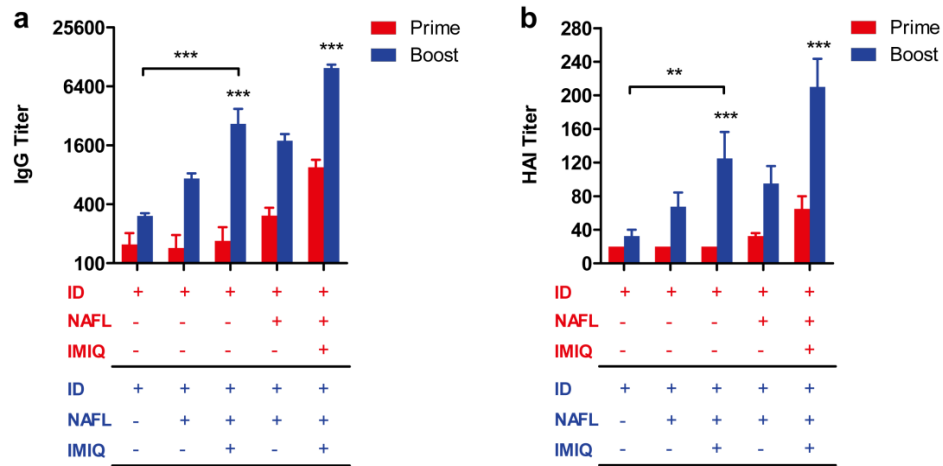 a
Prime
Boost
IgG Titer
25600
6400
1600
400
100
***
***
***
ID + + + + +
NAFL - - - + +
IMIQ - - - - +
ID + + + + +
NAFL - + + + +
IMIQ - - + - +
b
Prime
Boost
HAI Titer
280
240
200
160
120
80
40
0
**
***
***
ID + + + + +
NAFL - - - + +
IMIQ - - - - +
ID + + + + +
NAFL - + + + +
IMIQ - - + - +